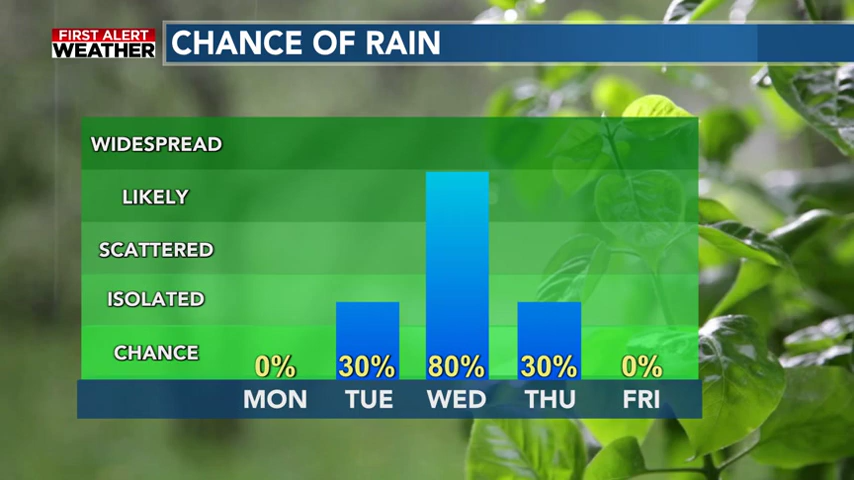 FIRST ALERT
WEATHER
CHANCE OF RAIN
WIDESPREAD
LIKELY
SCATTERED
ISOLATED
CHANCE
0% 30% 80% 30% 0%
MON TUE WED THU FRI